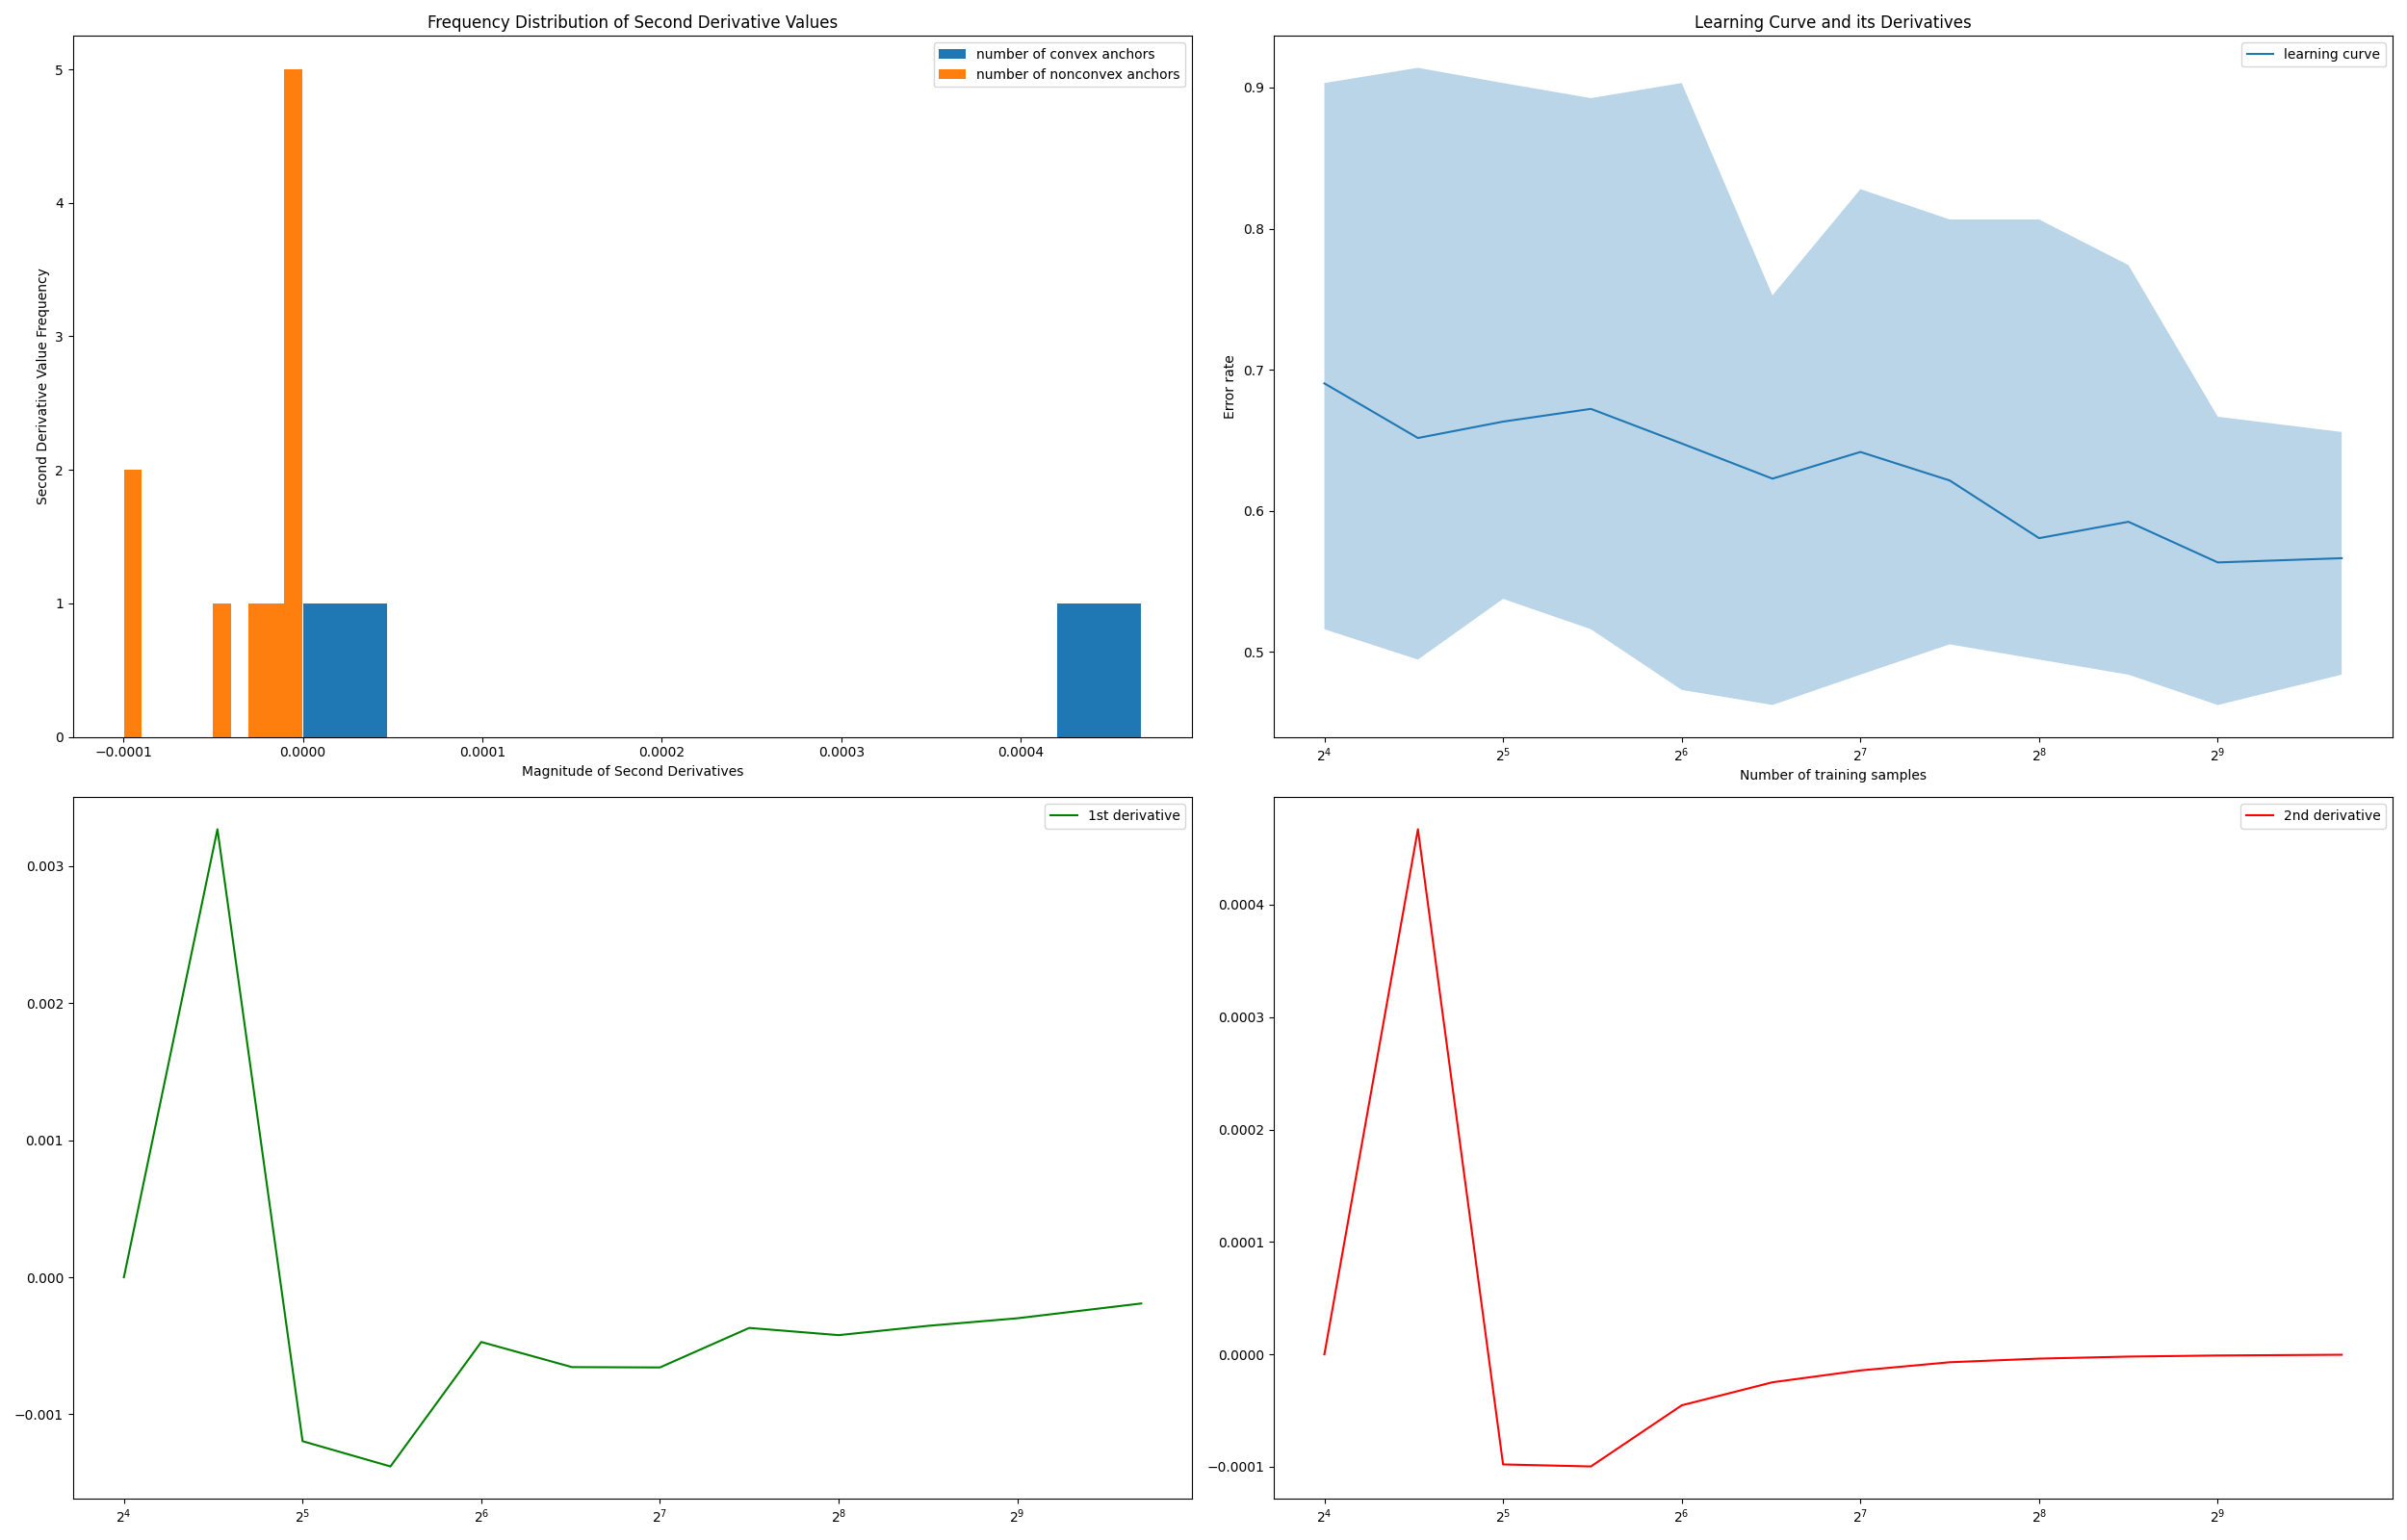 Frequency Distribution of Second Derivative Values
number of convex anchors
number of nonconvex anchors
Second Derivative Value Frequency
5
4
3
2
1
0
−0.0001 0.0000 0.0001 0.0002 0.0003 0.0004
Magnitude of Second Derivatives
Learning Curve and its Derivatives
learning curve
Error rate
0.9
0.8
0.7
0.6
0.5
2⁴ 2⁵ 2⁶ 2⁷ 2⁸ 2⁹
Number of training samples
1st derivative
0.003
0.002
0.001
0.000
−0.001
2⁴ 2⁵ 2⁶ 2⁷ 2⁸ 2⁹
2nd derivative
0.0004
0.0003
0.0002
0.0001
0.0000
−0.0001
2⁴ 2⁵ 2⁶ 2⁷ 2⁸ 2⁹